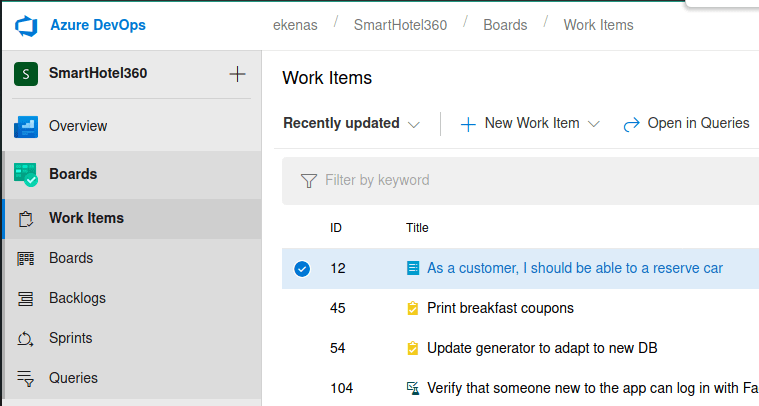 Azure DevOps
ekenas / SmartHotel360 / Boards / Work Items
S SmartHotel360
Overview
Boards
Work Items
Boards
Backlogs
Sprints
Queries
Work Items
Recently updated New Work Item Open in Queries
Filter by keyword
ID Title
12 As a customer, I should be able to a reserve car
45 Print breakfast coupons
54 Update generator to adapt to new DB
104 Verify that someone new to the app can log in with Fa